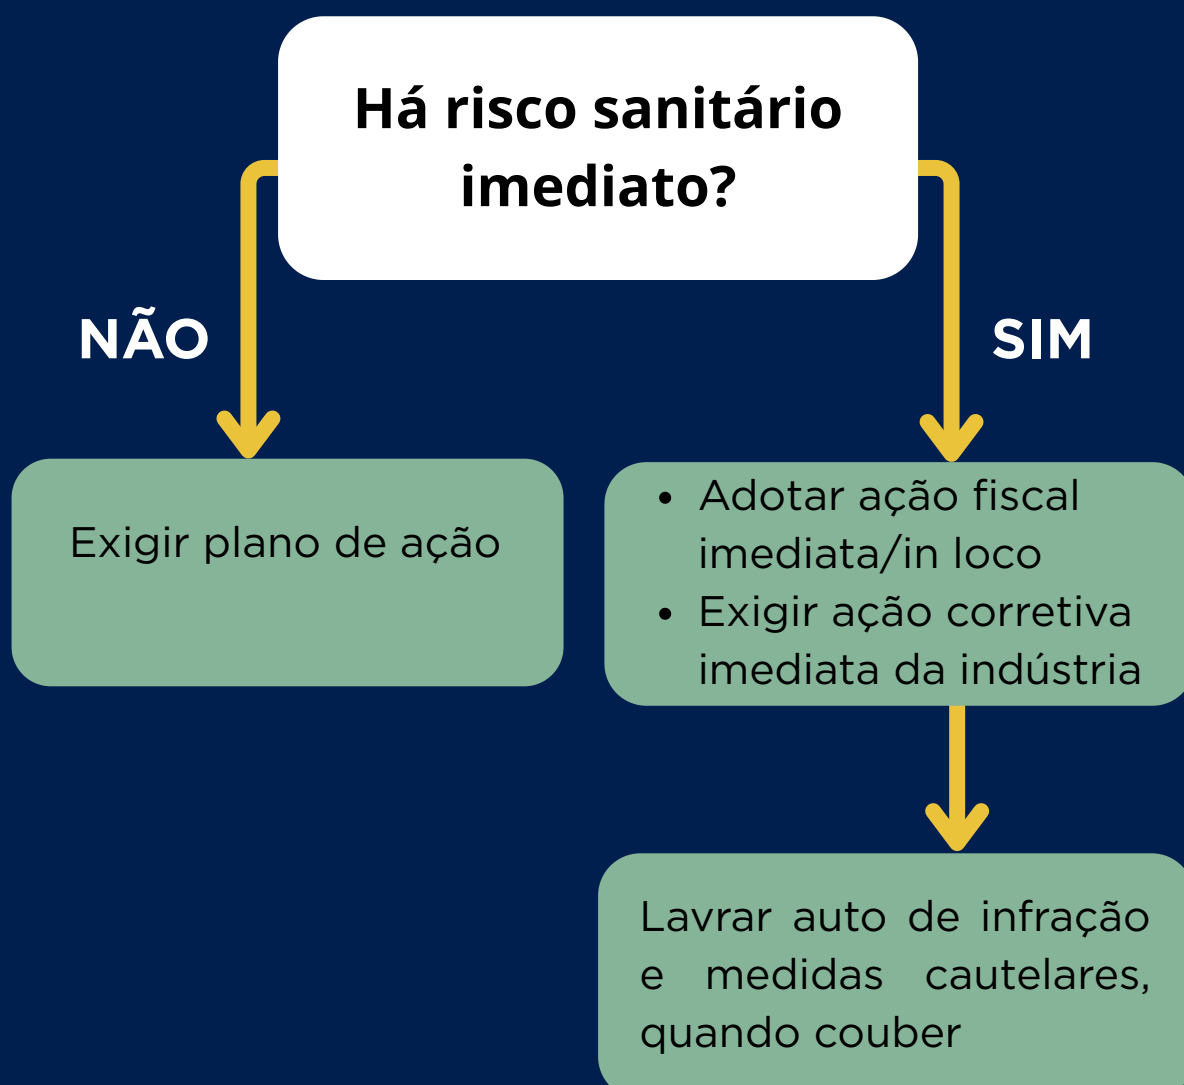 Há risco sanitário
imediato?
NÃO
SIM
Exigir plano de ação
• Adotar ação fiscal
imediata/in loco
• Exigir ação corretiva
imediata da indústria
Lavrar auto de infração
e medidas cautelares,
quando couber